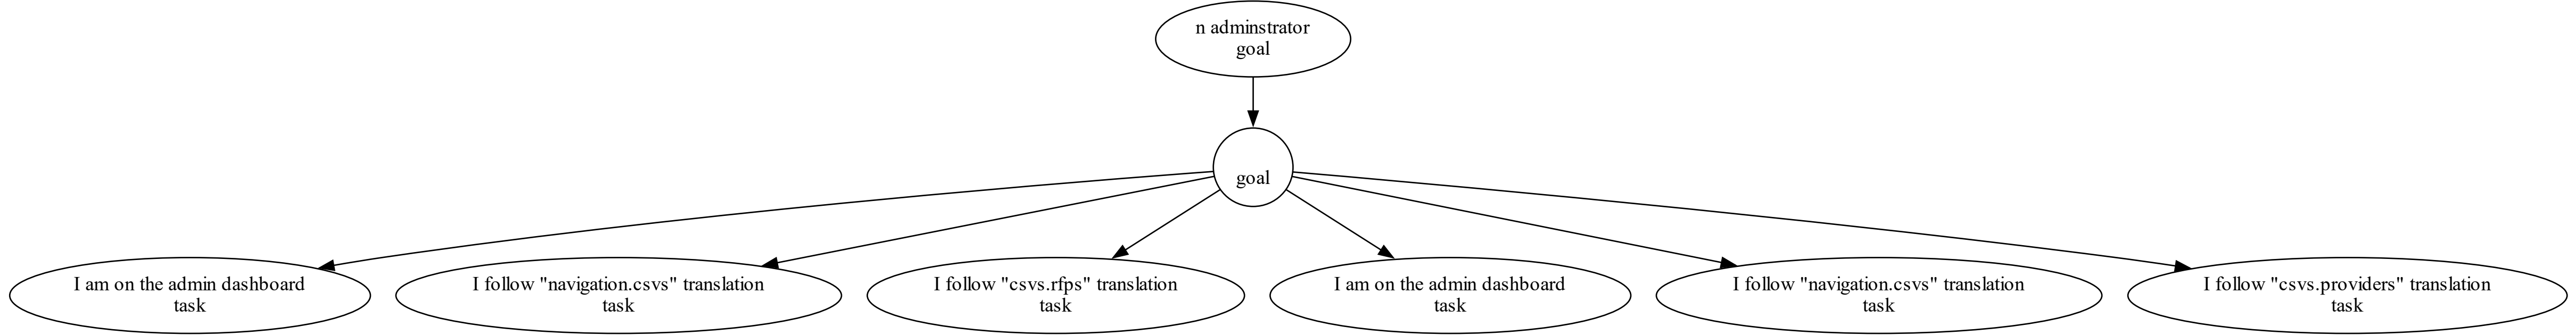 n adminstrator
goal
goal
I am on the admin dashboard
task
I follow "navigation.csvs" translation
task
I follow "csvs.rfps" translation
task
I am on the admin dashboard
task
I follow "navigation.csvs" translation
task
I follow "csvs.providers" translation
task